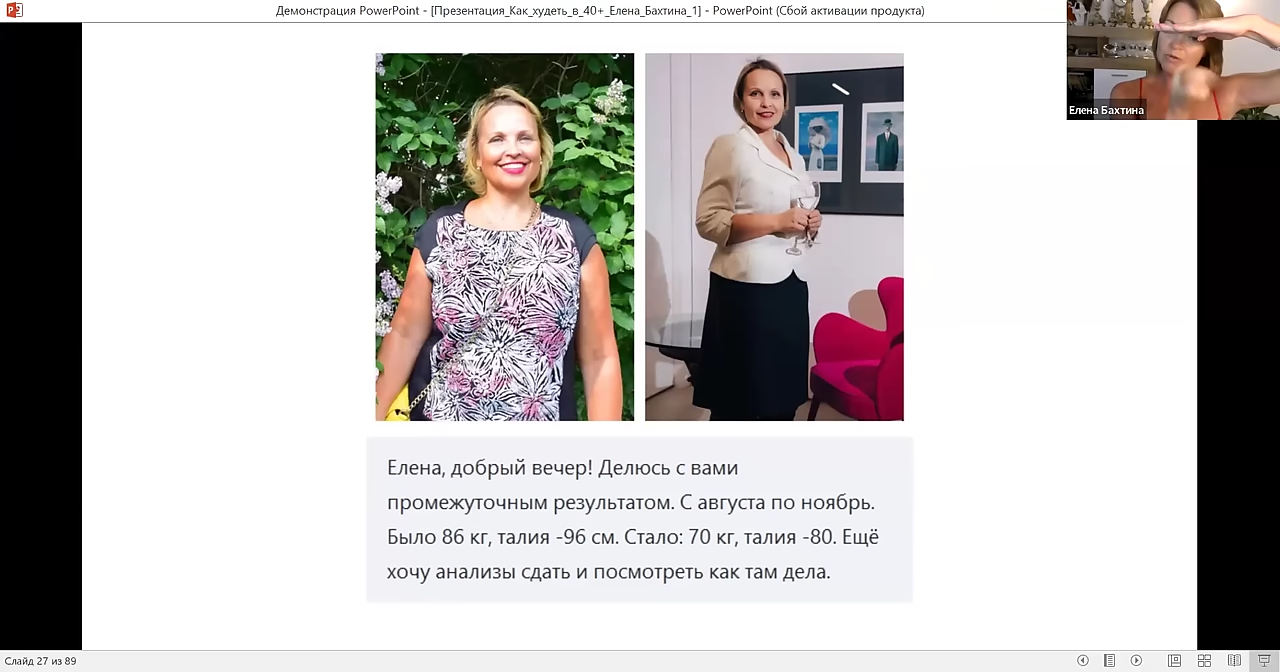 Демонстрация PowerPoint - [Презентация_Как_худеть_в_40+_Елена_Бахтина_1] - PowerPoint (Сбой активации продукта)
Елена Бахтина
Елена, добрый вечер! Делюсь с вами
промежуточным результатом. С августа по ноябрь.
Было 86 кг, талия -96 см. Стало: 70 кг, талия -80. Ещё
хочу анализы сдать и посмотреть как там дела.
Слайд 27 из 89